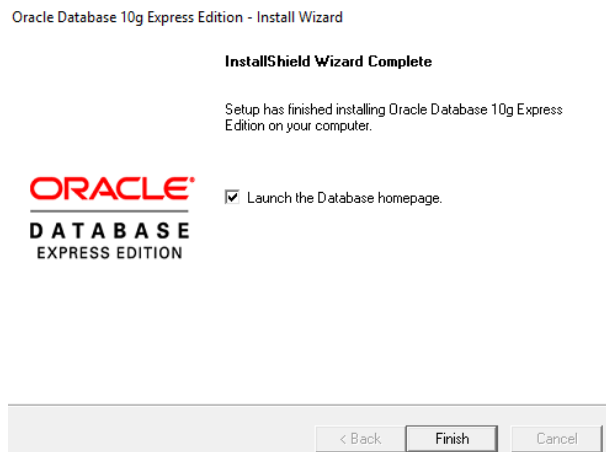 Oracle Database 10g Express Edition - Install Wizard
InstallShield Wizard Complete
Setup has finished installing Oracle Database 10g Express
Edition on your computer.
ORACLE
DATABASE
EXPRESS EDITION
Launch the Database homepage.
< Back
Finish
Cancel